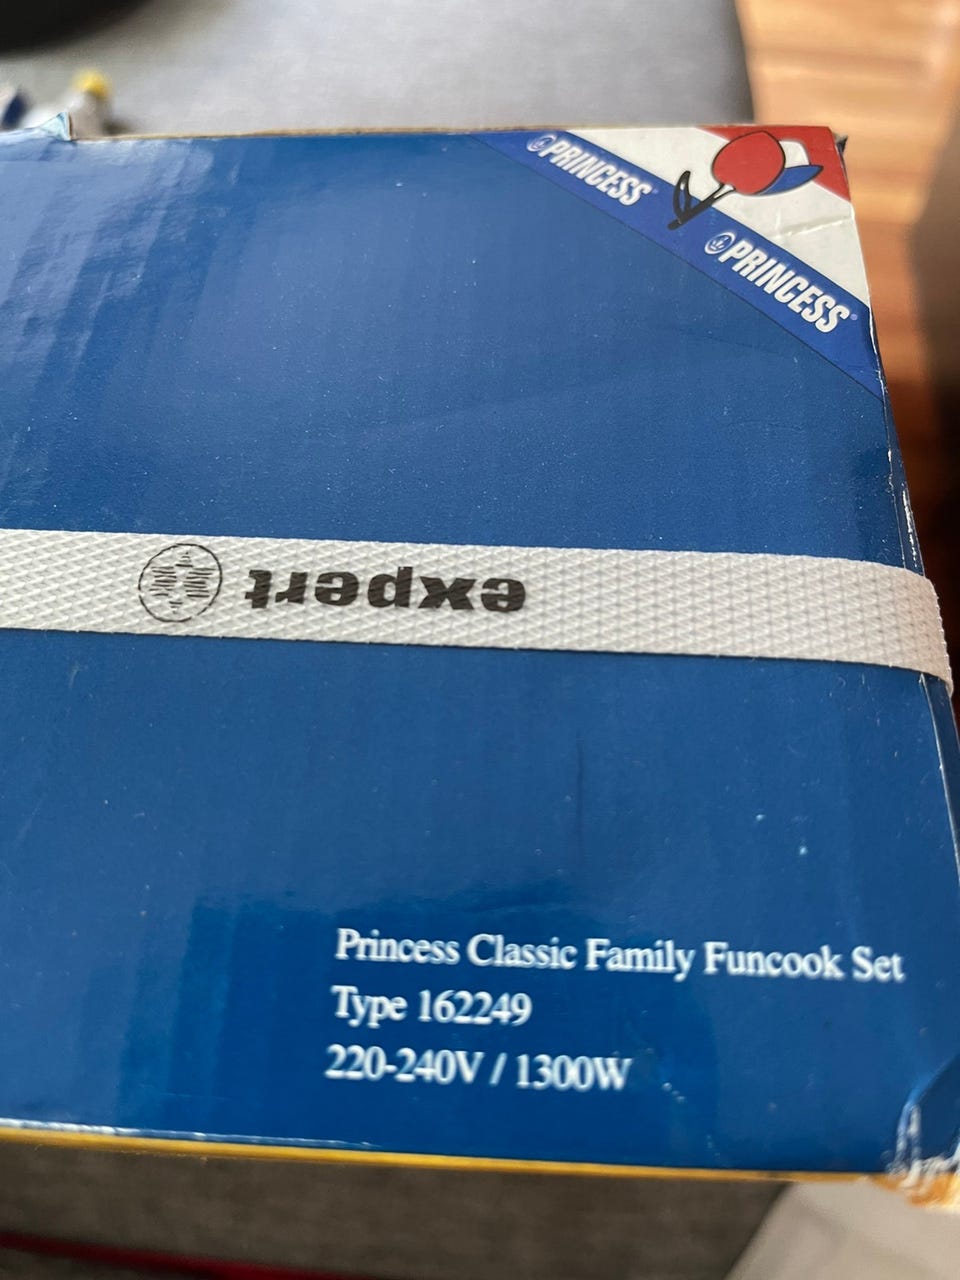 PRINCESS
PRINCESS®
expert
Princess Classic Family Funcook Set
Type 162249
220-240V / 1300W